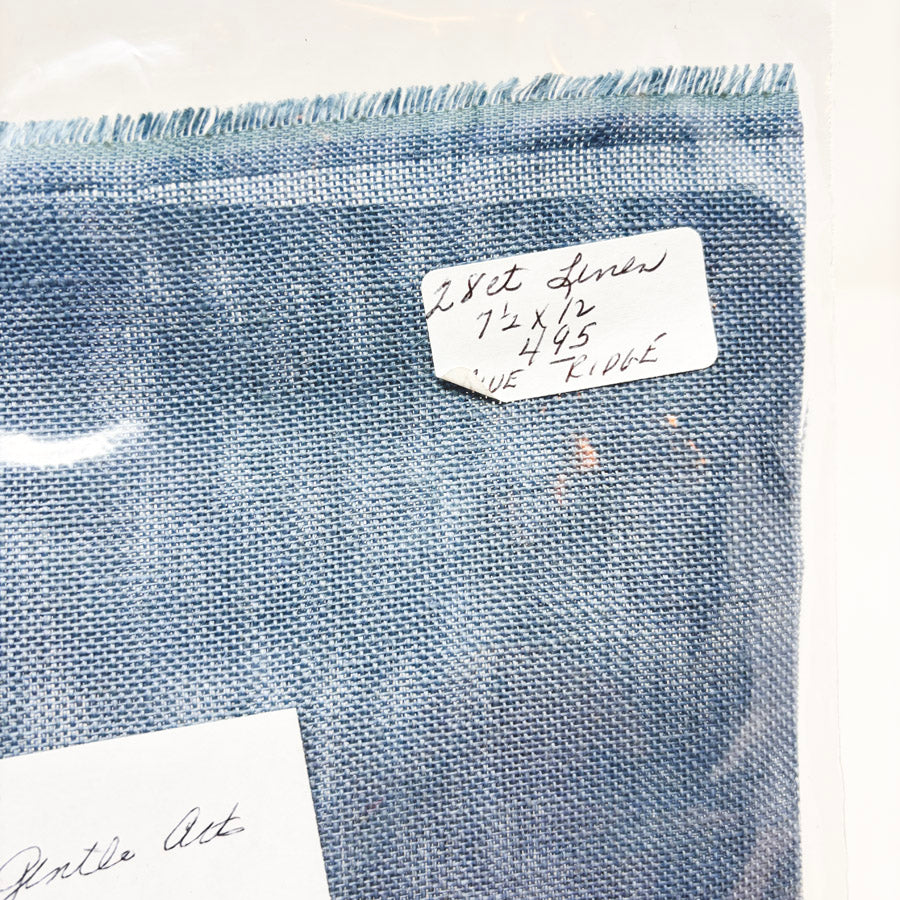 28ct Linen
7½ x 12
4 95
RIDGE
Gentle Art